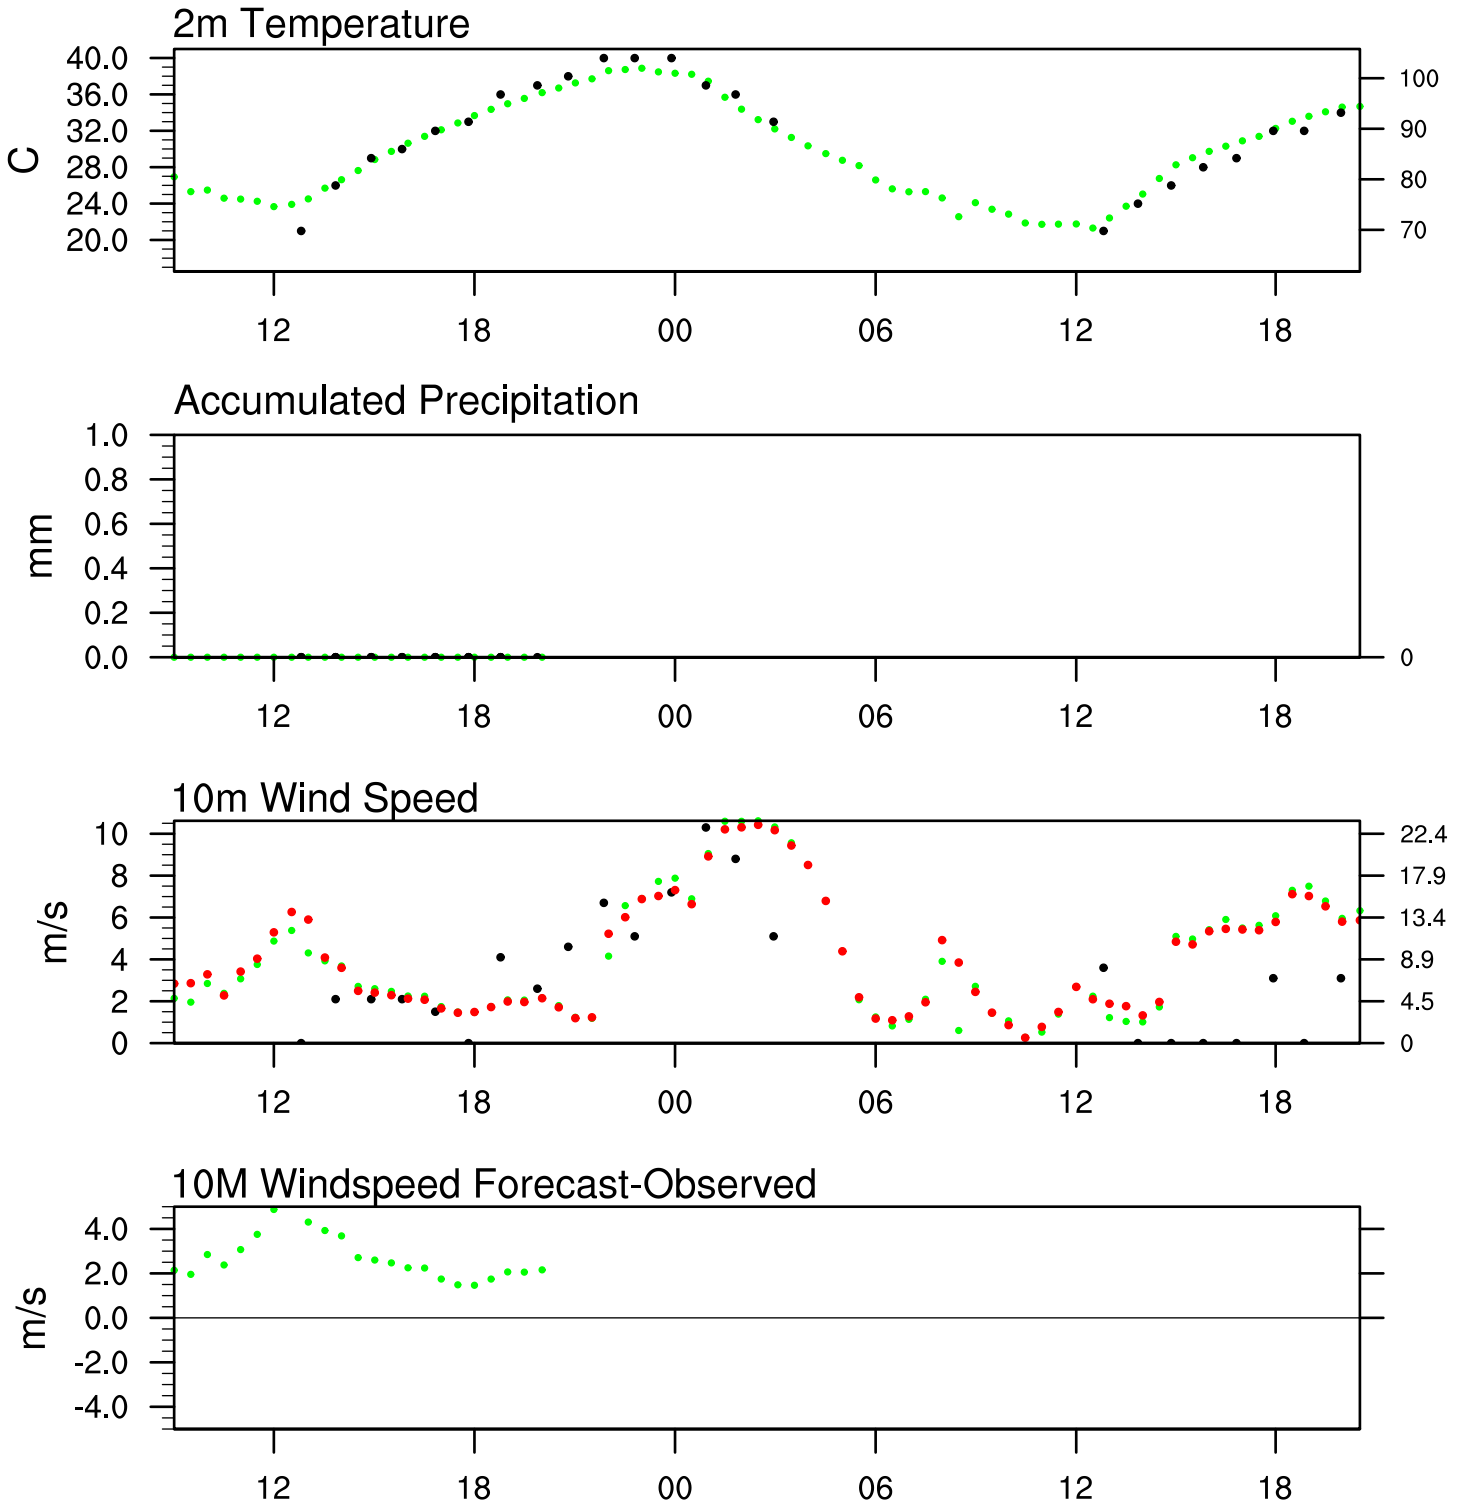 2m Temperature
40.0
36.0
32.0
28.0
24.0
20.0
C
100
90
80
70
12 18 00 06 12 18
Accumulated Precipitation
1.0
0.8
0.6
0.4
0.2
0.0
mm
0
12 18 00 06 12 18
10m Wind Speed
10
8
6
4
2
0
m/s
22.4
17.9
13.4
8.9
4.5
0
12 18 00 06 12 18
10M Windspeed Forecast-Observed
4.0
2.0
0.0
-2.0
-4.0
m/s
12 18 00 06 12 18